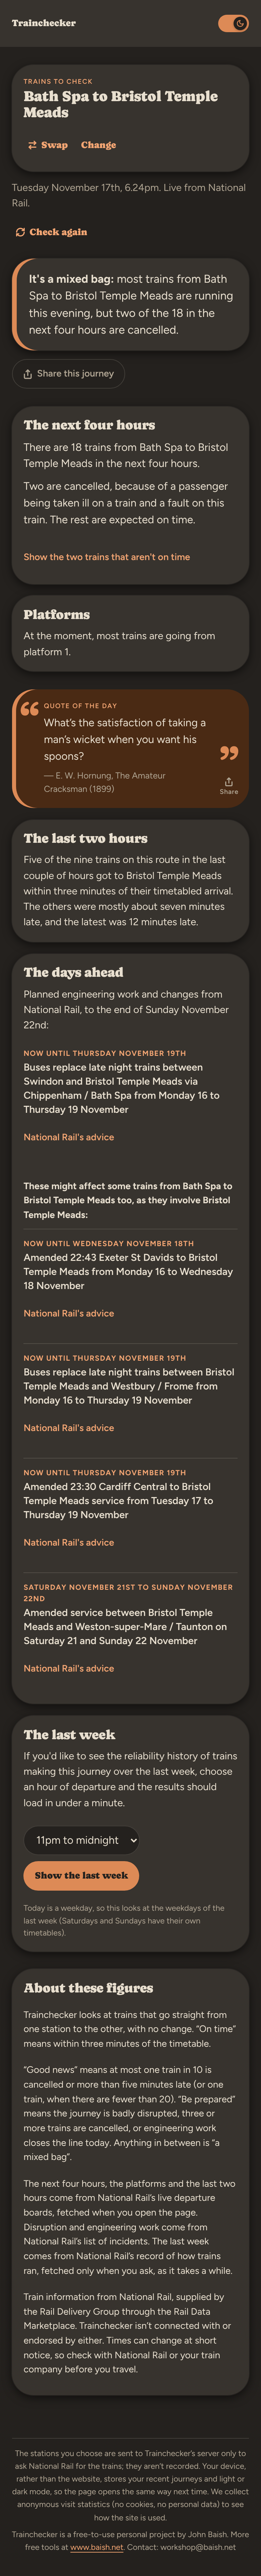 Trainchecker
TRAINS TO CHECK
Bath Spa to Bristol Temple
Meads
Swap Change
Tuesday November 17th, 6.24pm. Live from National
Rail.
Check again
It's a mixed bag: most trains from Bath
Spa to Bristol Temple Meads are running
this evening, but two of the 18 in the
next four hours are cancelled.
Share this journey
The next four hours
There are 18 trains from Bath Spa to Bristol
Temple Meads in the next four hours.
Two are cancelled, because of a passenger
being taken ill on a train and a fault on this
train. The rest are expected on time.
Show the two trains that aren't on time
Platforms
At the moment, most trains are going from
platform 1.
“
QUOTE OF THE DAY
What’s the satisfaction of taking a
man’s wicket when you want his
spoons?
— E. W. Hornung, The Amateur
Cracksman (1899)
”
Share
The last two hours
Five of the nine trains on this route in the last
couple of hours got to Bristol Temple Meads
within three minutes of their timetabled arrival.
The others were mostly about seven minutes
late, and the latest was 12 minutes late.
The days ahead
Planned engineering work and changes from
National Rail, to the end of Sunday November
22nd:
NOW UNTIL THURSDAY NOVEMBER 19TH
Buses replace late night trains between
Swindon and Bristol Temple Meads via
Chippenham / Bath Spa from Monday 16 to
Thursday 19 November
National Rail's advice
These might affect some trains from Bath Spa to
Bristol Temple Meads too, as they involve Bristol
Temple Meads:
NOW UNTIL WEDNESDAY NOVEMBER 18TH
Amended 22:43 Exeter St Davids to Bristol
Temple Meads from Monday 16 to Wednesday
18 November
National Rail's advice
NOW UNTIL THURSDAY NOVEMBER 19TH
Buses replace late night trains between Bristol
Temple Meads and Westbury / Frome from
Monday 16 to Thursday 19 November
National Rail's advice
NOW UNTIL THURSDAY NOVEMBER 19TH
Amended 23:30 Cardiff Central to Bristol
Temple Meads service from Tuesday 17 to
Thursday 19 November
National Rail's advice
SATURDAY NOVEMBER 21ST TO SUNDAY NOVEMBER
22ND
Amended service between Bristol Temple
Meads and Weston-super-Mare / Taunton on
Saturday 21 and Sunday 22 November
National Rail's advice
The last week
If you'd like to see the reliability history of trains
making this journey over the last week, choose
an hour of departure and the results should
load in under a minute.
11pm to midnight
Show the last week
Today is a weekday, so this looks at the weekdays of the
last week (Saturdays and Sundays have their own
timetables).
About these figures
Trainchecker looks at trains that go straight from
one station to the other, with no change. “On time”
means within three minutes of the timetable.
“Good news” means at most one train in 10 is
cancelled or more than five minutes late (or one
train, when there are fewer than 20). “Be prepared”
means the journey is badly disrupted, three or
more trains are cancelled, or engineering work
closes the line today. Anything in between is “a
mixed bag”.
The next four hours, the platforms and the last two
hours come from National Rail’s live departure
boards, fetched when you open the page.
Disruption and engineering work come from
National Rail’s list of incidents. The last week
comes from National Rail’s record of how trains
ran, fetched only when you ask, as it takes a while.
Train information from National Rail, supplied by
the Rail Delivery Group through the Rail Data
Marketplace. Trainchecker isn’t connected with or
endorsed by either. Times can change at short
notice, so check with National Rail or your train
company before you travel.
The stations you choose are sent to Trainchecker’s server only to
ask National Rail for the trains; they aren’t recorded. Your device,
rather than the website, stores your recent journeys and light or
dark mode, so the page opens the same way next time. We collect
anonymous visit statistics (no cookies, no personal data) to see
how the site is used.
Trainchecker is a free-to-use personal project by John Baish. More
free tools at www.baish.net. Contact: workshop@baish.net